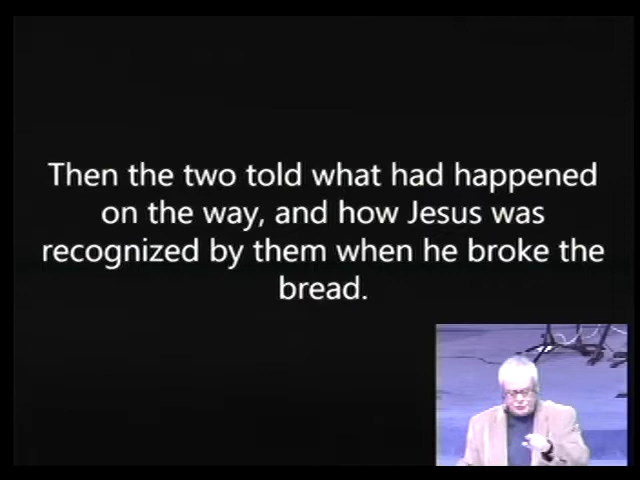 Then the two told what had happened
on the way, and how Jesus was
recognized by them when he broke the
bread.